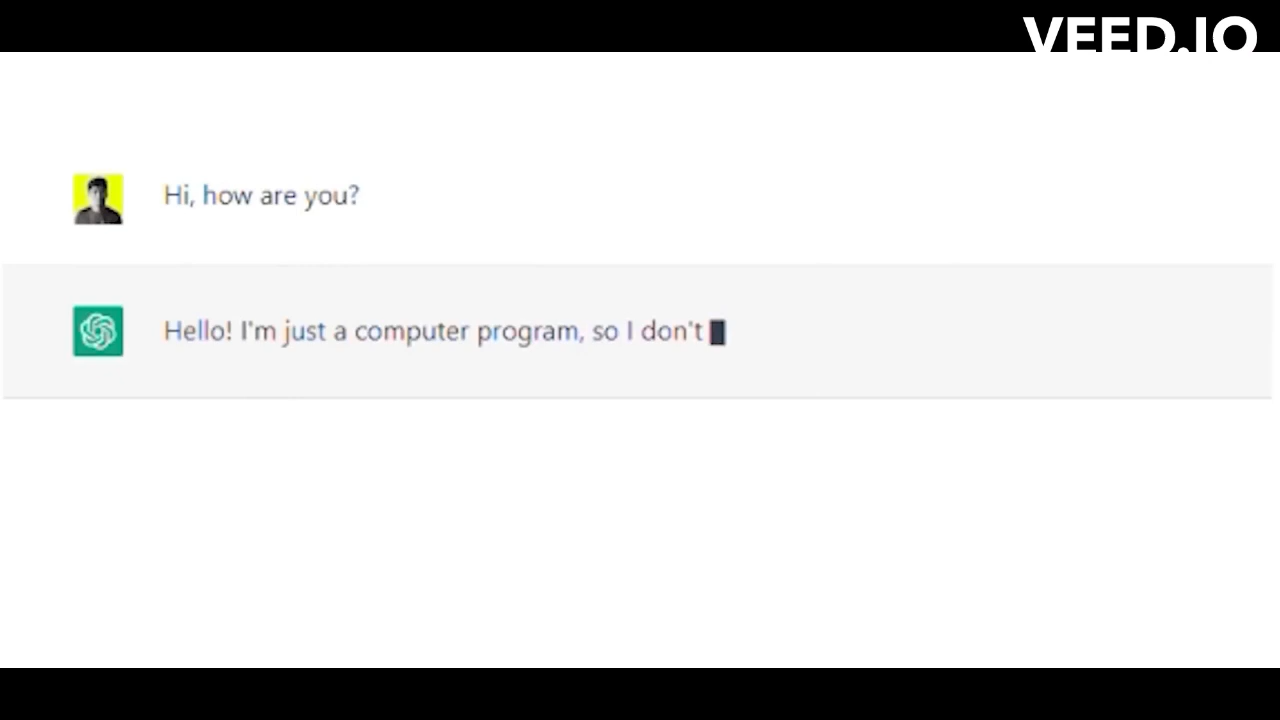 VEED.IO
Hi, how are you?
Hello! I'm just a computer program, so I don't